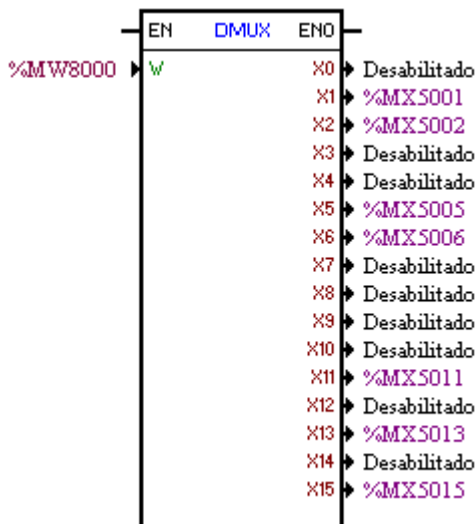 EN DMUX ENO
%MW8000 W X0 Desabilitado
X1 %MX5001
X2 %MX5002
X3 Desabilitado
X4 Desabilitado
X5 %MX5005
X6 %MX5006
X7 Desabilitado
X8 Desabilitado
X9 Desabilitado
X10 Desabilitado
X11 %MX5011
X12 Desabilitado
X13 %MX5013
X14 Desabilitado
X15 %MX5015